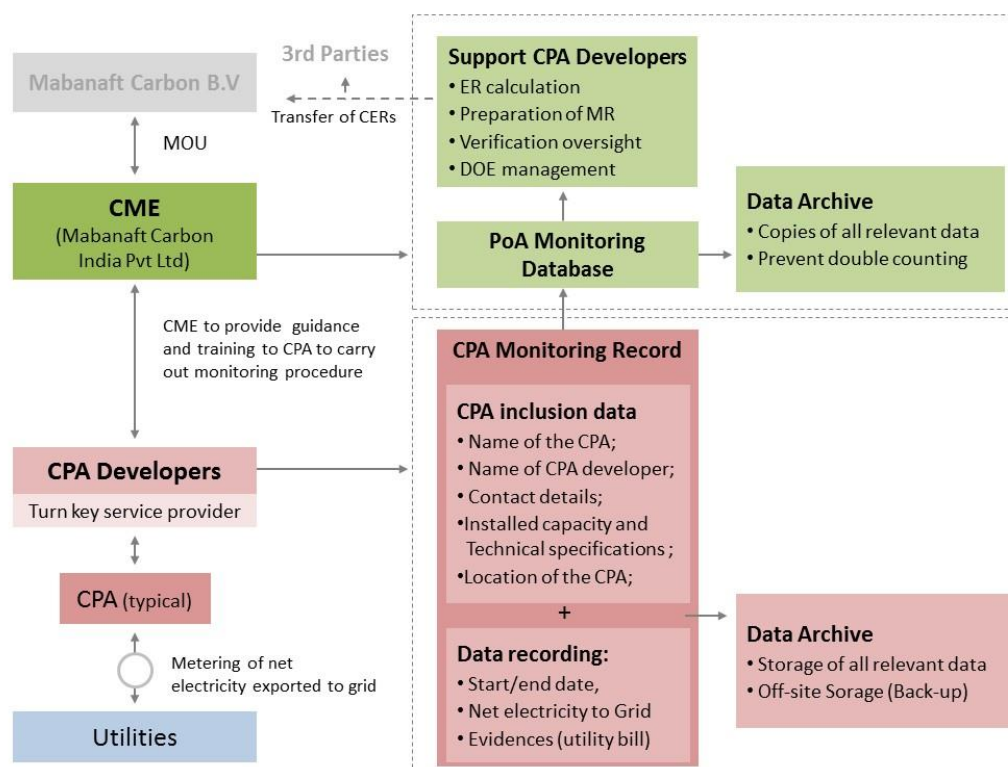 Mabanaft Carbon B.V
3rd Parties
Transfer of CERs
MOU
CME
(Mabanaft Carbon
India Pvt Ltd)
CME to provide guidance
and training to CPA to carry
out monitoring procedure
CPA Developers
Turn key service provider
CPA (typical)
Metering of net
electricity exported to grid
Utilities
Support CPA Developers
• ER calculation
• Preparation of MR
• Verification oversight
• DOE management
PoA Monitoring
Database
Data Archive
• Copies of all relevant data
• Prevent double counting
CPA Monitoring Record
CPA inclusion data
• Name of the CPA;
• Name of CPA developer;
• Contact details;
• Installed capacity and
Technical specifications ;
• Location of the CPA;
+
Data recording:
• Start/end date,
• Net electricity to Grid
• Evidences (utility bill)
Data Archive
• Storage of all relevant data
• Off-site Sorage (Back-up)